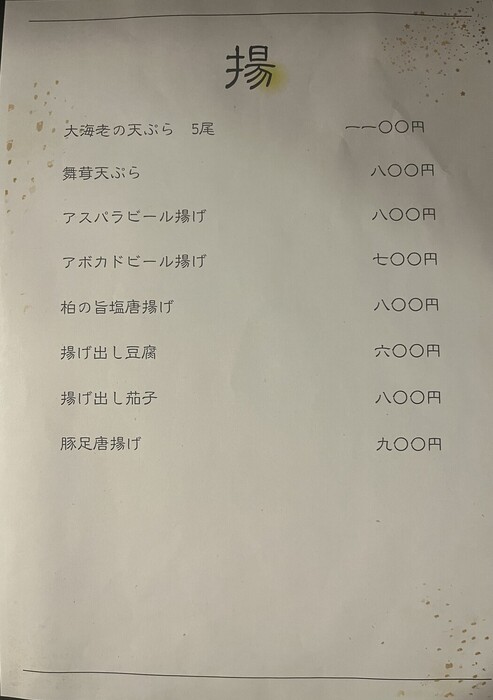 揚
大海老の天ぷら 5尾 一一〇〇円
舞茸天ぷら 八〇〇円
アスパラビール揚げ 八〇〇円
アボカドビール揚げ 七〇〇円
柏の旨塩唐揚げ 八〇〇円
揚げ出し豆腐 六〇〇円
揚げ出し茄子 八〇〇円
豚足唐揚げ 九〇〇円